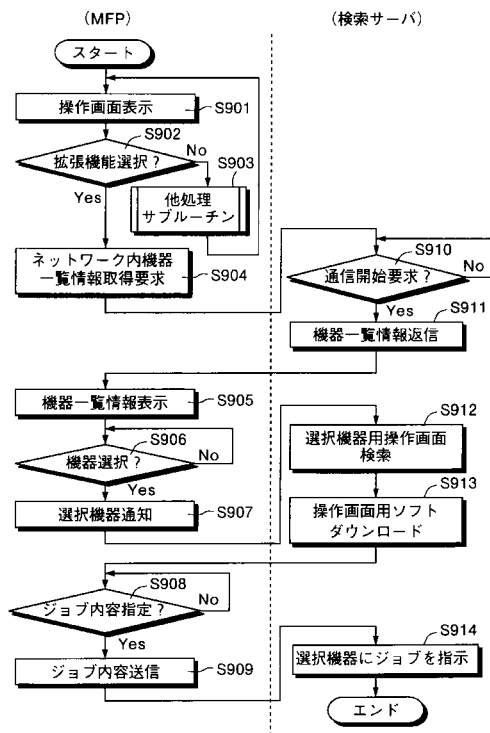 (MFP)
(検索サーバ)
スタート
操作画面表示
S901
S902
拡張機能選択?
No
S903
Yes
他処理
サブルーチン
ネットワーク内機器
一覧情報取得要求
S904
S910
通信開始要求?
No
Yes
S911
機器一覧情報返信
機器一覧情報表示
S905
S906
機器選択?
No
Yes
選択機器通知
S907
S912
選択機器用操作画面
検索
S913
操作画面用ソフト
ダウンロード
S908
ジョブ内容指定?
No
Yes
ジョブ内容送信
S909
S914
選択機器にジョブを指示
エンド